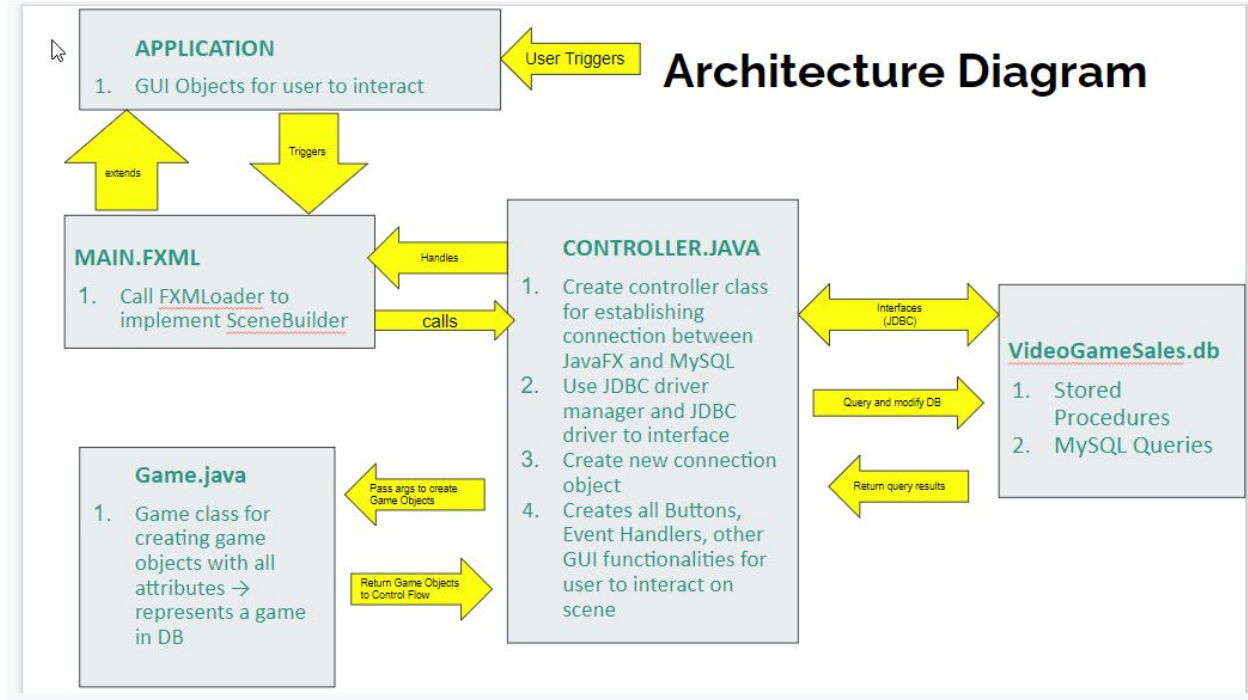 APPLICATION
1. GUI Objects for user to interact
User Triggers
Architecture Diagram
extends
Triggers
MAIN.FXML
1. Call FXMLoader to
implement SceneBuilder
Handles
calls
CONTROLLER.JAVA
1. Create controller class
for establishing
connection between
JavaFX and MySQL
2. Use JDBC driver
manager and JDBC
driver to interface
3. Create new connection
object
4. Creates all Buttons,
Event Handlers, other
GUI functionalities for
user to interact on
scene
Interfaces
(JDBC)
Query and modify DB
Return query results
VideoGameSales.db
1. Stored
Procedures
2. MySQL Queries
Game.java
1. Game class for
creating game
objects with all
attributes →
represents a game
in DB
Pass args to create
Game Objects
Return Game Objects
to Control Flow